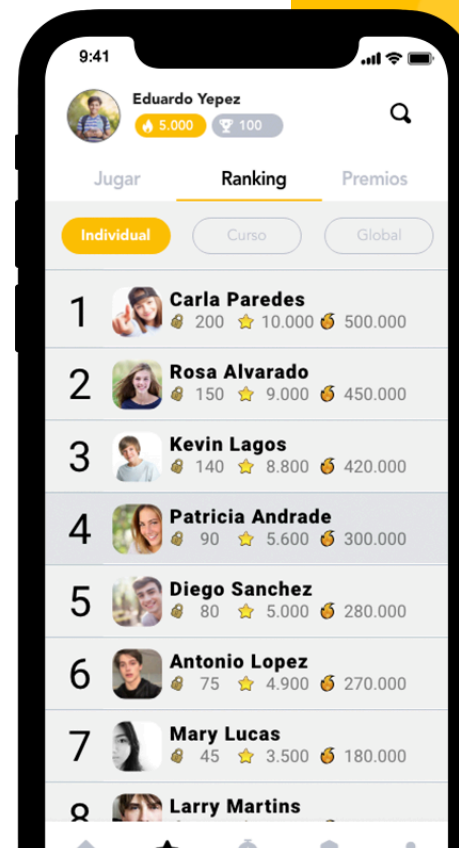 9:41
Eduardo Yepez
5.000 100
Jugar Ranking Premios
Individual Curso Global
1 Carla Paredes
200 10.000 500.000
2 Rosa Alvarado
150 9.000 450.000
3 Kevin Lagos
140 8.800 420.000
4 Patricia Andrade
90 5.600 300.000
5 Diego Sanchez
80 5.000 280.000
6 Antonio Lopez
75 4.900 270.000
7 Mary Lucas
45 3.500 180.000
8 Larry Martins